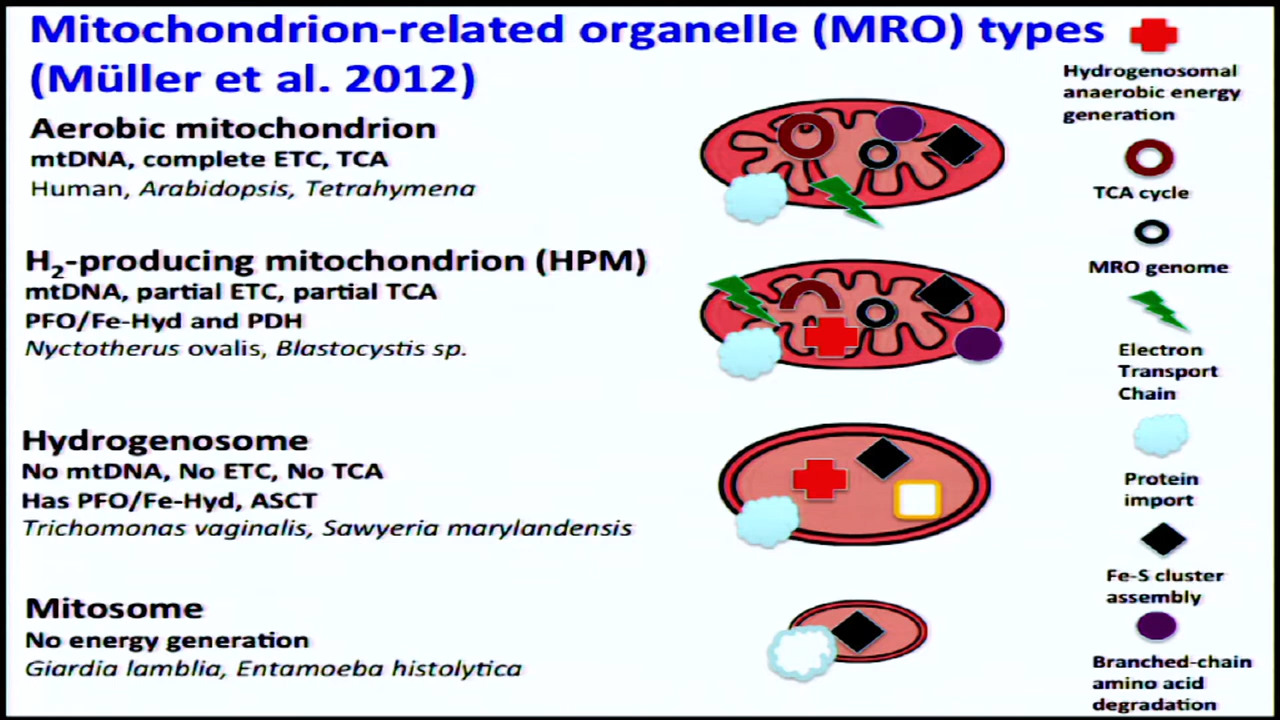 Mitochondrion-related organelle (MRO) types
(Müller et al. 2012)
Aerobic mitochondrion
mtDNA, complete ETC, TCA
Human, Arabidopsis, Tetrahymena
H₂-producing mitochondrion (HPM)
mtDNA, partial ETC, partial TCA
PFO/Fe-Hyd and PDH
Nyctotherus ovalis, Blastocystis sp.
Hydrogenosome
No mtDNA, No ETC, No TCA
Has PFO/Fe-Hyd, ASCT
Trichomonas vaginalis, Sawyeria marylandensis
Mitosome
No energy generation
Giardia lamblia, Entamoeba histolytica
Hydrogenosomal
anaerobic energy
generation
TCA cycle
MRO genome
Electron
Transport
Chain
Protein
import
Fe-S cluster
assembly
Branched-chain
amino acid
degradation